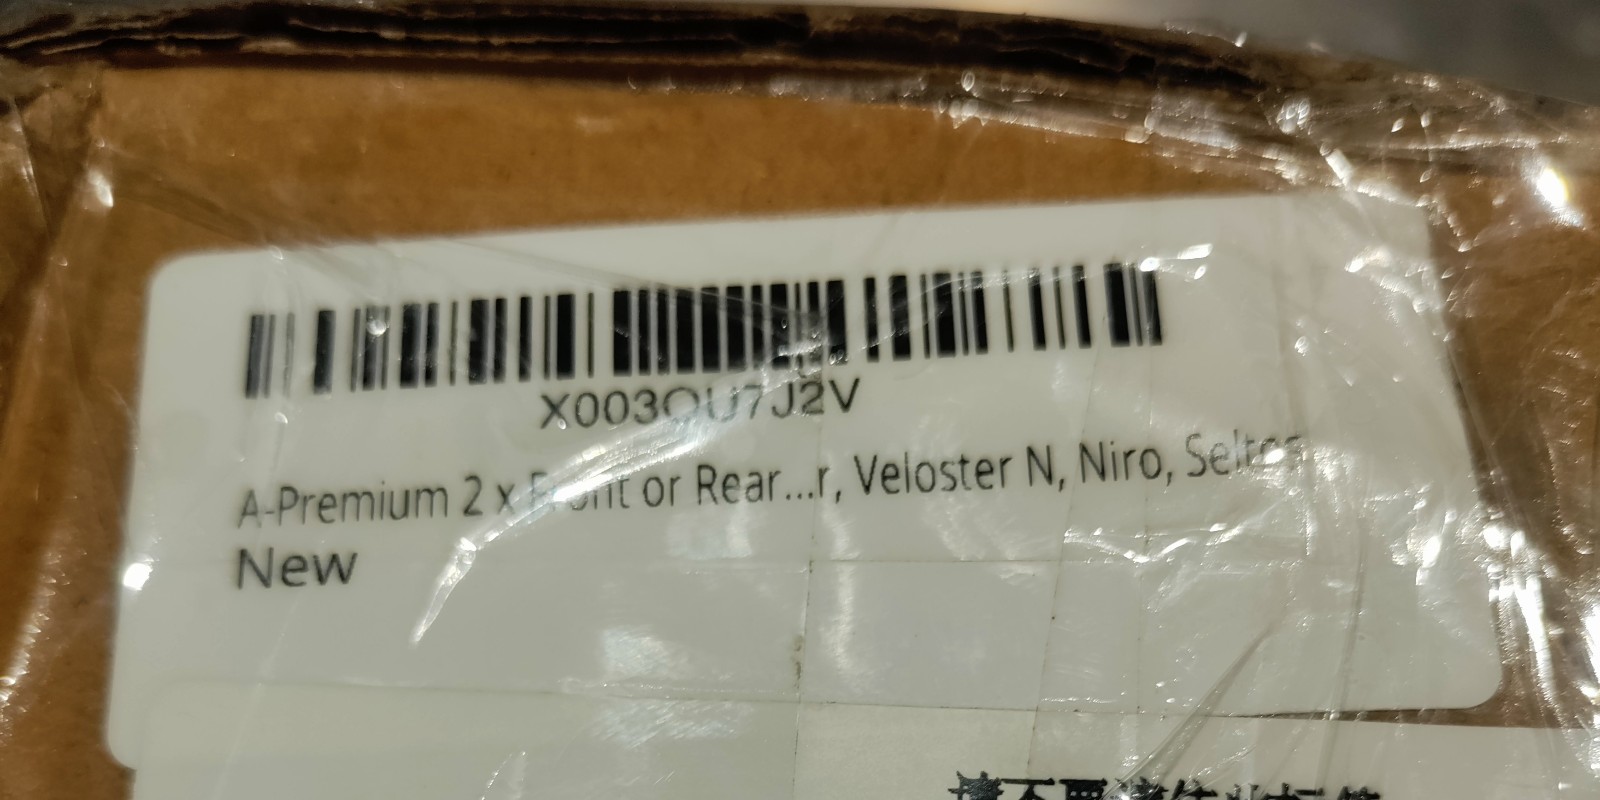 X003QU7J2V
A-Premium 2 x Front or Rear...r, Veloster N, Niro, Seltos
New